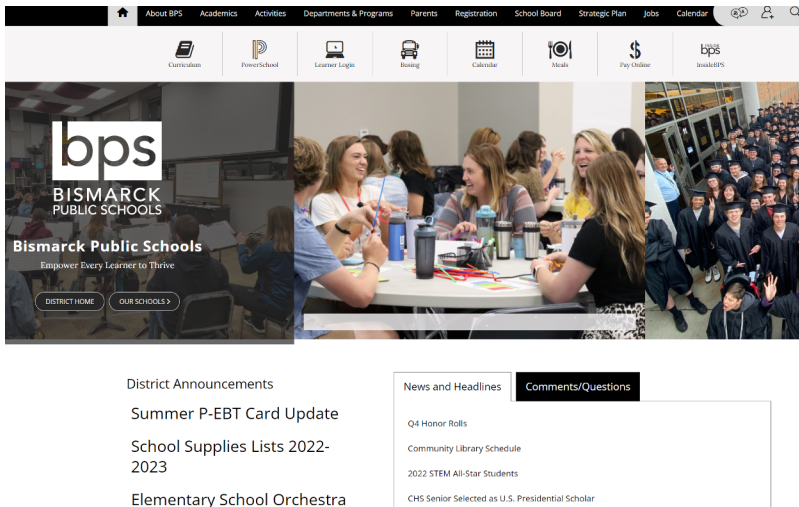 About BPS Academics Activities Departments & Programs Parents Registration School Board Strategic Plan Jobs Calendar
Curriculum PowerSchool Learner Login Busing Calendar Meals Pay Online InsideBPS
bps
BISMARCK
PUBLIC SCHOOLS
Bismarck Public Schools
Empower Every Learner to Thrive
DISTRICT HOME OUR SCHOOLS
District Announcements
Summer P-EBT Card Update
School Supplies Lists 2022-
2023
Elementary School Orchestra
News and Headlines Comments/Questions
Q4 Honor Rolls
Community Library Schedule
2022 STEM All-Star Students
CHS Senior Selected as U.S. Presidential Scholar